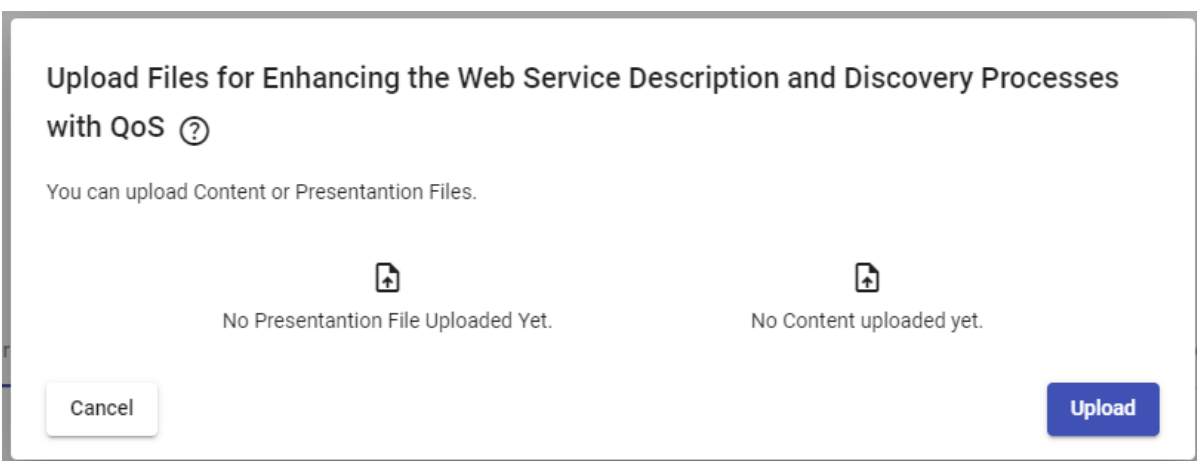 Upload Files for Enhancing the Web Service Description and Discovery Processes
with QoS ?
You can upload Content or Presentantion Files.
No Presentantion File Uploaded Yet.
No Content uploaded yet.
Cancel
Upload